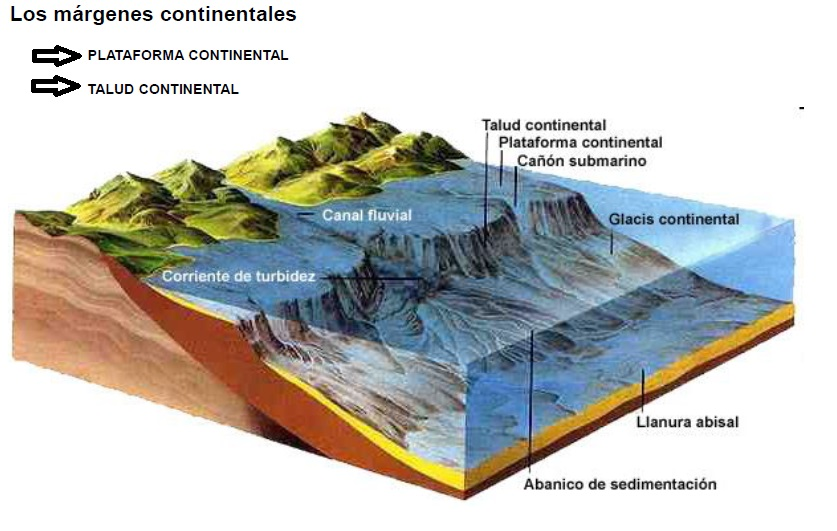 Los márgenes continentales
PLATAFORMA CONTINENTAL
TALUD CONTINENTAL
Talud continental
Plataforma continental
Cañón submarino
Canal fluvial
Glacis continental
Corriente de turbidez
Llanura abisal
Abanico de sedimentación